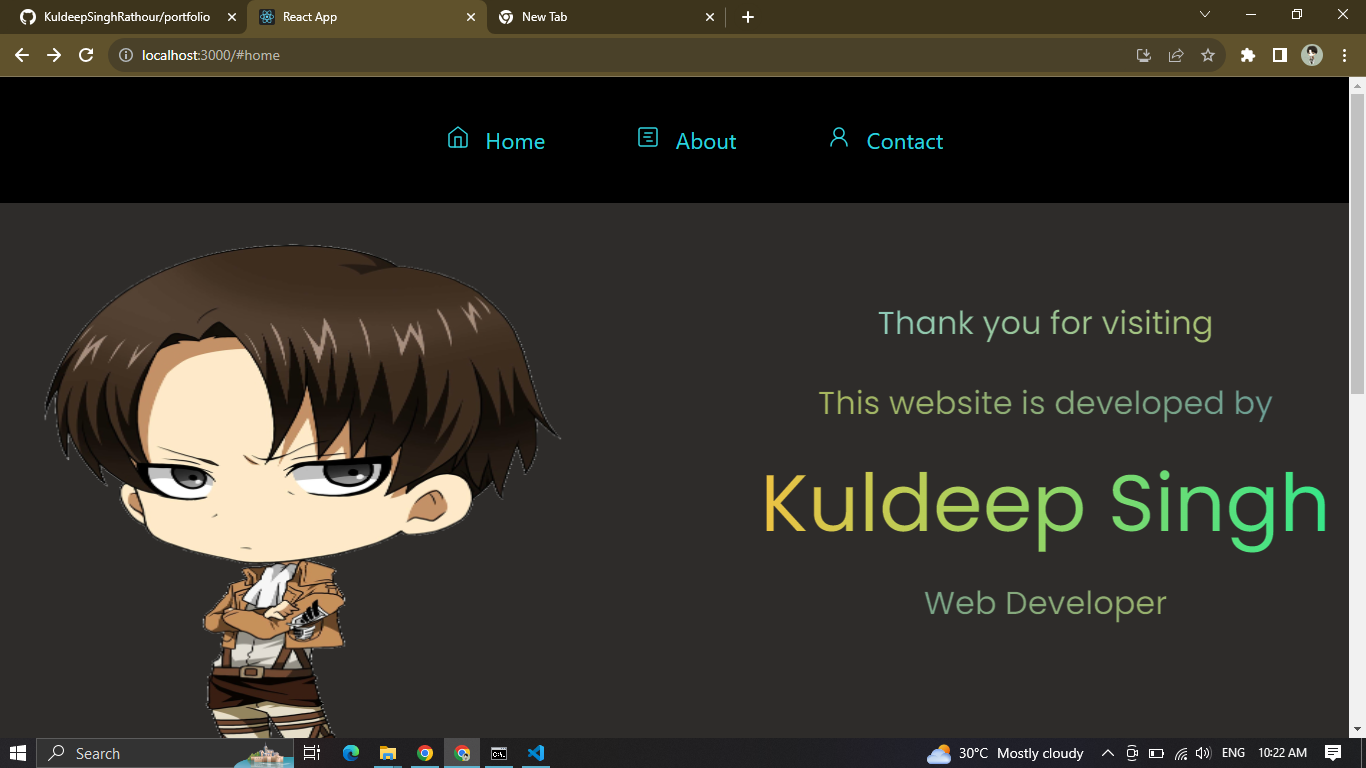 KuldeepSinghRathour/portfolio
React App
New Tab
localhost:3000/#home
Home
About
Contact
Thank you for visiting
This website is developed by
Kuldeep Singh
Web Developer
Search
30°C Mostly cloudy
ENG
10:22 AM